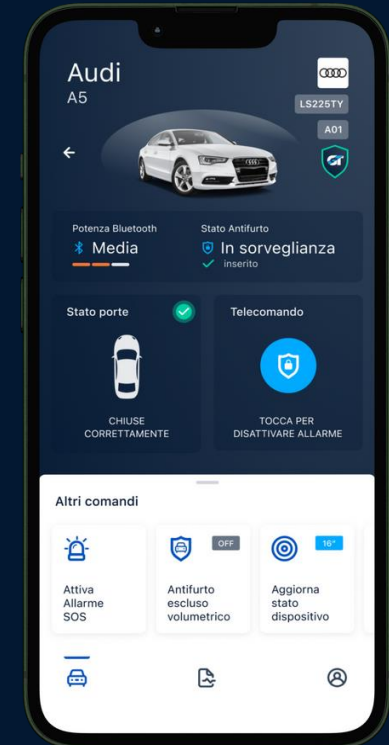 Audi
A5
LS225TY
A01
Potenza Bluetooth
Media
Stato Antifurto
In sorveglianza
inserito
Stato porte
CHIUSE
CORRETTAMENTE
Telecomando
TOCCA PER
DISATTIVARE ALLARME
Altri comandi
Attiva
Allarme
SOS
OFF
Antifurto
escluso
volumetrico
16"
Aggiorna
stato
dispositivo